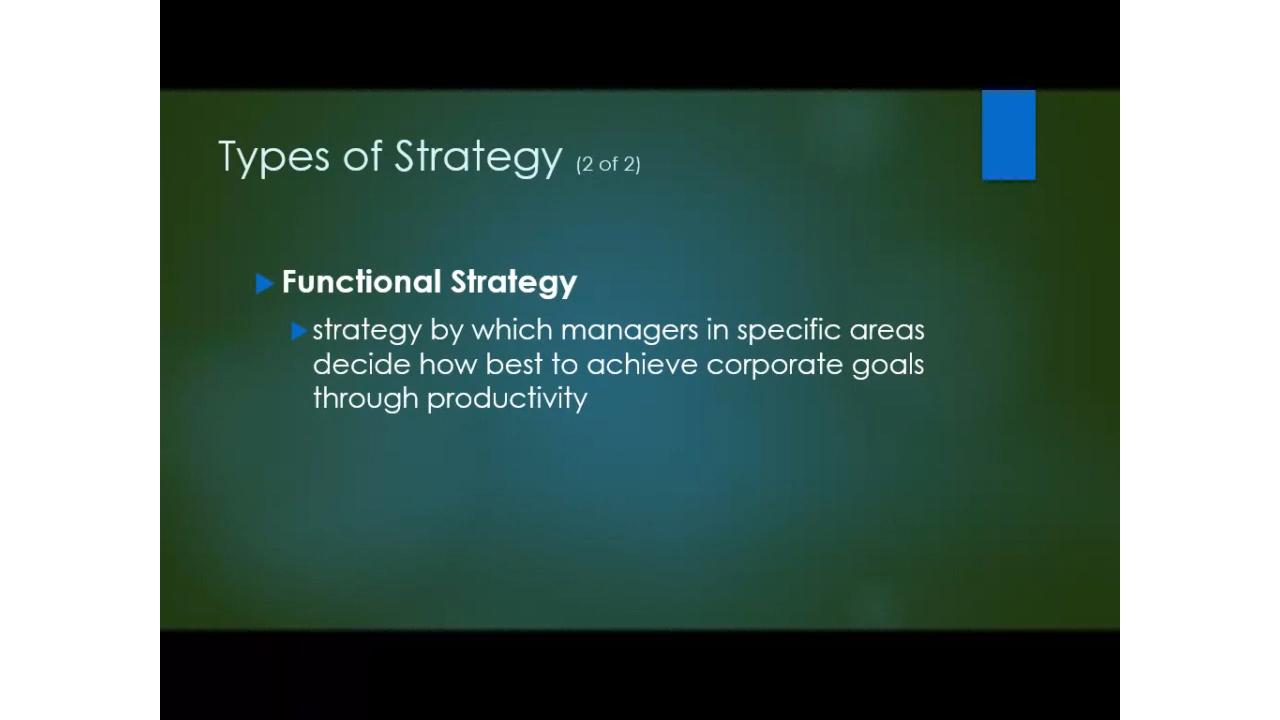 Types of Strategy (2 of 2)
Functional Strategy
strategy by which managers in specific areas
decide how best to achieve corporate goals
through productivity